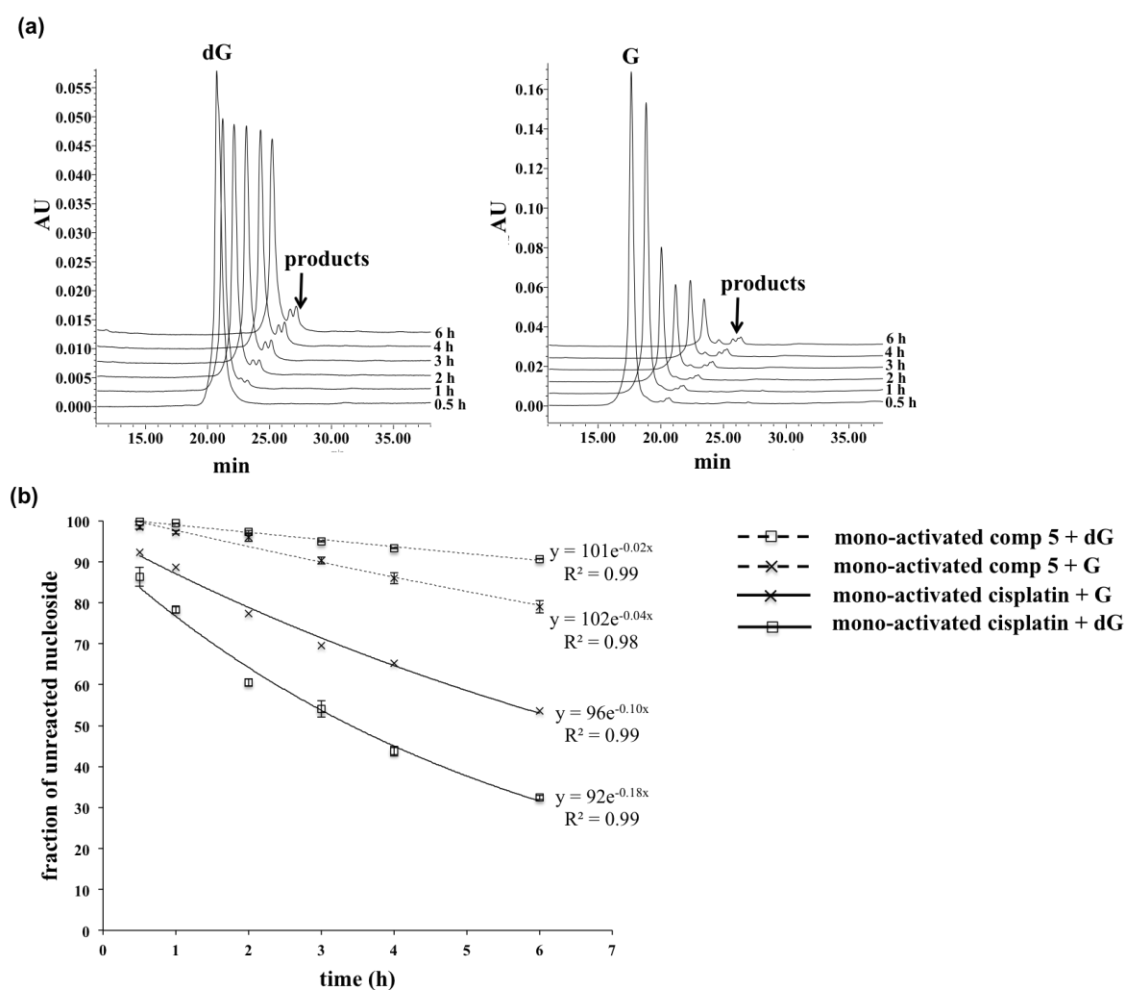 (a)
dG
0.055
0.050
0.045
0.040
0.035
0.030
0.025
0.020
0.015
0.010
0.005
0.000
AU
products
6 h
4 h
3 h
2 h
1 h
0.5 h
15.00 20.00 25.00 30.00 35.00
min
G
0.16
0.14
0.12
0.10
0.08
0.06
0.04
0.02
0.00
AU
products
6 h
4 h
3 h
2 h
1 h
0.5 h
15.00 20.00 25.00 30.00 35.00
min
(b)
100
90
80
70
60
50
40
30
20
10
0
fraction of unreacted nucleoside
0 1 2 3 4 5 6 7
time (h)
y = 101e^-0.02x
R² = 0.99
y = 102e^-0.04x
R² = 0.98
y = 96e^-0.10x
R² = 0.99
y = 92e^-0.18x
R² = 0.99
mono-activated comp 5 + dG
mono-activated comp 5 + G
mono-activated cisplatin + G
mono-activated cisplatin + dG